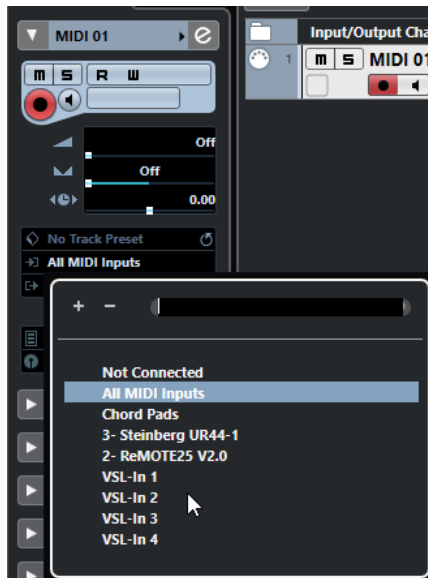 MIDI 01
m S R W
Off
Off
0.00
No Track Preset
All MIDI Inputs
Input/Output Cha
1 m S MIDI 01
Not Connected
All MIDI Inputs
Chord Pads
3- Steinberg UR44-1
2- ReMOTE25 V2.0
VSL-In 1
VSL-In 2
VSL-In 3
VSL-In 4